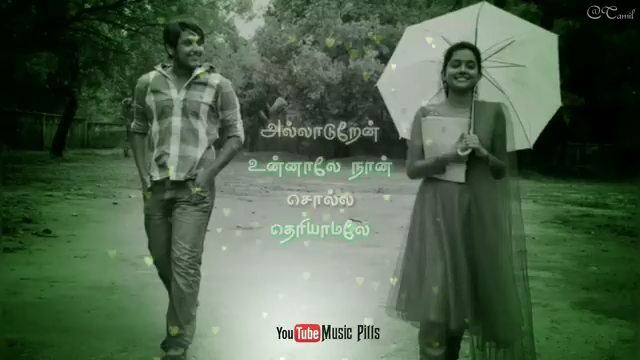 @Tamil
அல்லாடுறேன்
உன்னாலே நான்
சொல்ல
தெரியாமலே
YouTube Music Pills